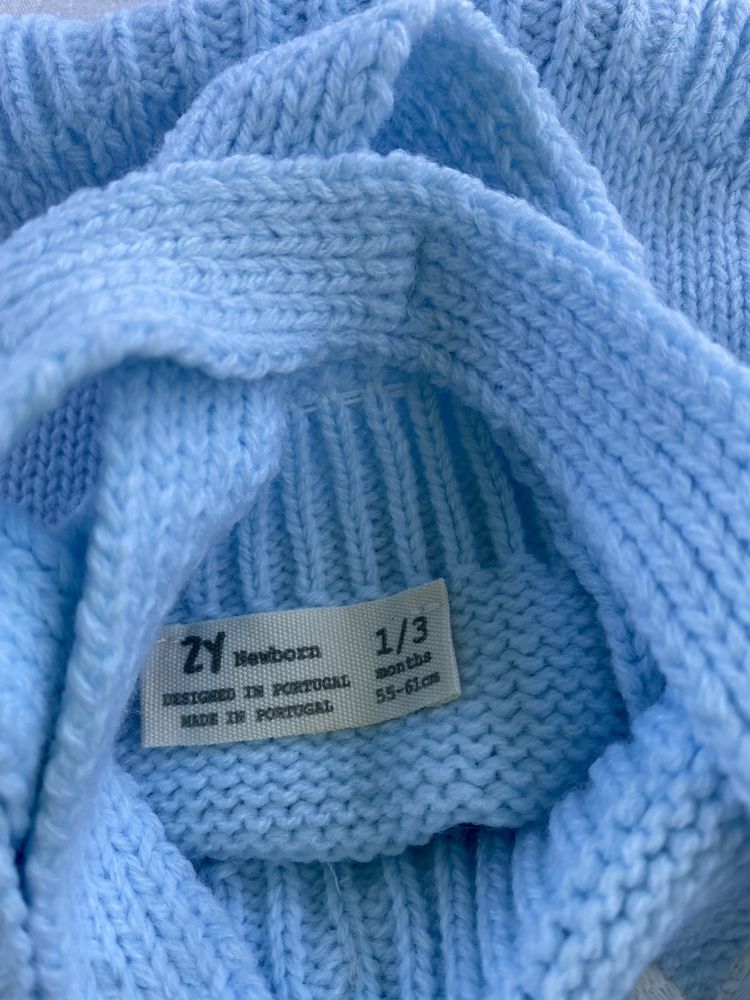 ZY Newborn
DESIGNED IN PORTUGAL
MADE IN PORTUGAL
1/3
months
55-61cm